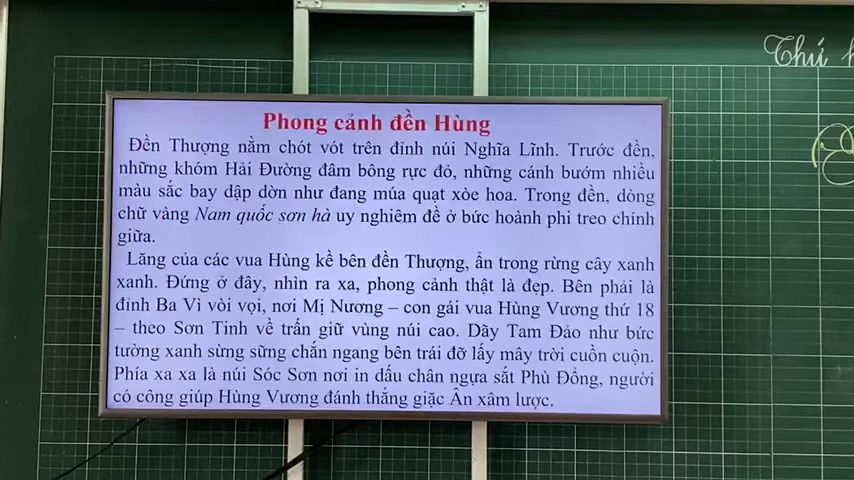 Thứ
Phong cảnh đền Hùng
Đền Thượng nằm chót vót trên đỉnh núi Nghĩa Lĩnh. Trước đền,
những khóm Hải Đường đâm bông rực đỏ, những cánh bướm nhiều
màu sắc bay dập dờn như đang múa quạt xòe hoa. Trong đền, dòng
chữ vàng Nam quốc sơn hà uy nghiêm đề ở bức hoành phi treo chính
giữa.
Lăng của các vua Hùng kề bên đền Thượng, ẩn trong rừng cây xanh
xanh. Đứng ở đây, nhìn ra xa, phong cảnh thật là đẹp. Bên phải là
đỉnh Ba Vì vòi vọi, nơi Mị Nương – con gái vua Hùng Vương thứ 18
– theo Sơn Tinh về trấn giữ vùng núi cao. Dãy Tam Đảo như bức
tường xanh sừng sững chắn ngang bên trái đỡ lấy mây trời cuồn cuộn.
Phía xa xa là núi Sóc Sơn nơi in dấu chân ngựa sắt Phù Đổng, người
có công giúp Hùng Vương đánh thắng giặc Ân xâm lược.